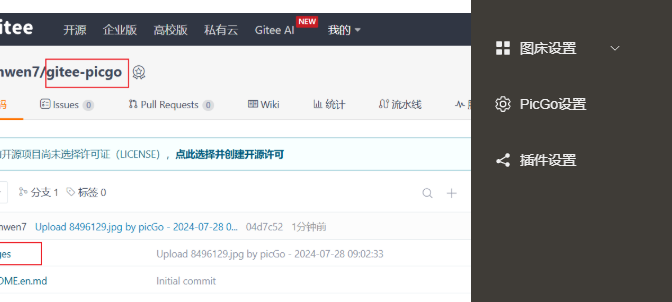 itee 开源 企业版 高校版 私有云 Gitee AI NEW 我的
nwen7/gitee-picgo
码 Issues 0 Pull Requests 0 Wiki 统计 流水线
开源项目尚未选择许可证（LICENSE），点此选择并创建开源许可
分支 1 标签 0
nwen7 Upload 8496129.jpg by picGo - 2024-07-28 0... 04d7c52 1分钟前
ges Upload 8496129.jpg by picGo - 2024-07-28 09:02:33
OME.en.md Initial commit
图床设置
PicGo设置
插件设置